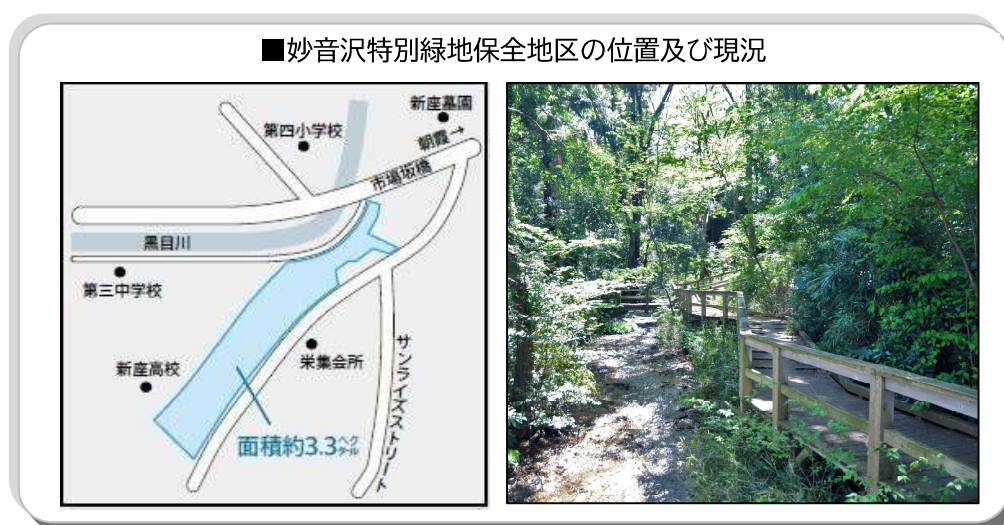 ■妙音沢特別緑地保全地区の位置及び現況
新座墓園
第四小学校
朝霞→
市場坂橋
黒目川
第三中学校
新座高校
栄集会所
サンライズストリート
面積約3.3ヘクタール